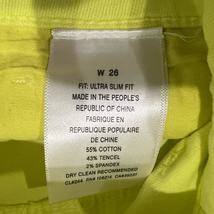 W 26
FIT: ULTRA SLIM FIT
MADE IN THE PEOPLE'S
REPUBLIC OF CHINA
FABRIQUE EN
REPUBLIQUE POPULAIRE
DE CHINE
55% COTTON
43% TENCEL
2% SPANDEX
DRY CLEAN RECOMMENDED